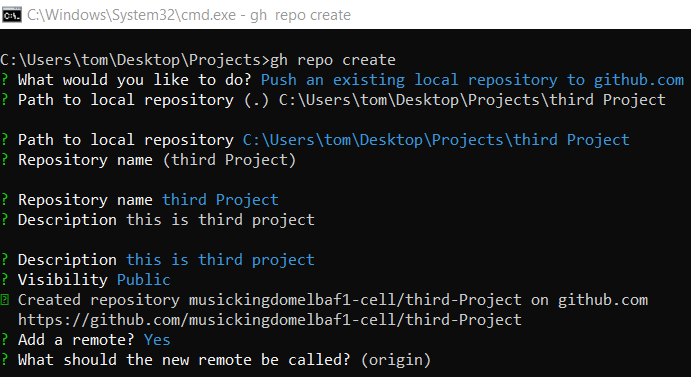 C:\Windows\System32\cmd.exe - gh  repo create
C:\Users\tom\Desktop\Projects>gh repo create
? What would you like to do? Push an existing local repository to github.com
? Path to local repository (.) C:\Users\tom\Desktop\Projects\third Project
? Path to local repository C:\Users\tom\Desktop\Projects\third Project
? Repository name (third Project)
? Repository name third Project
? Description this is third project
? Description this is third project
? Visibility Public
Created repository musickingdomelbaf1-cell/third-Project on github.com
https://github.com/musickingdomelbaf1-cell/third-Project
? Add a remote? Yes
? What should the new remote be called? (origin)